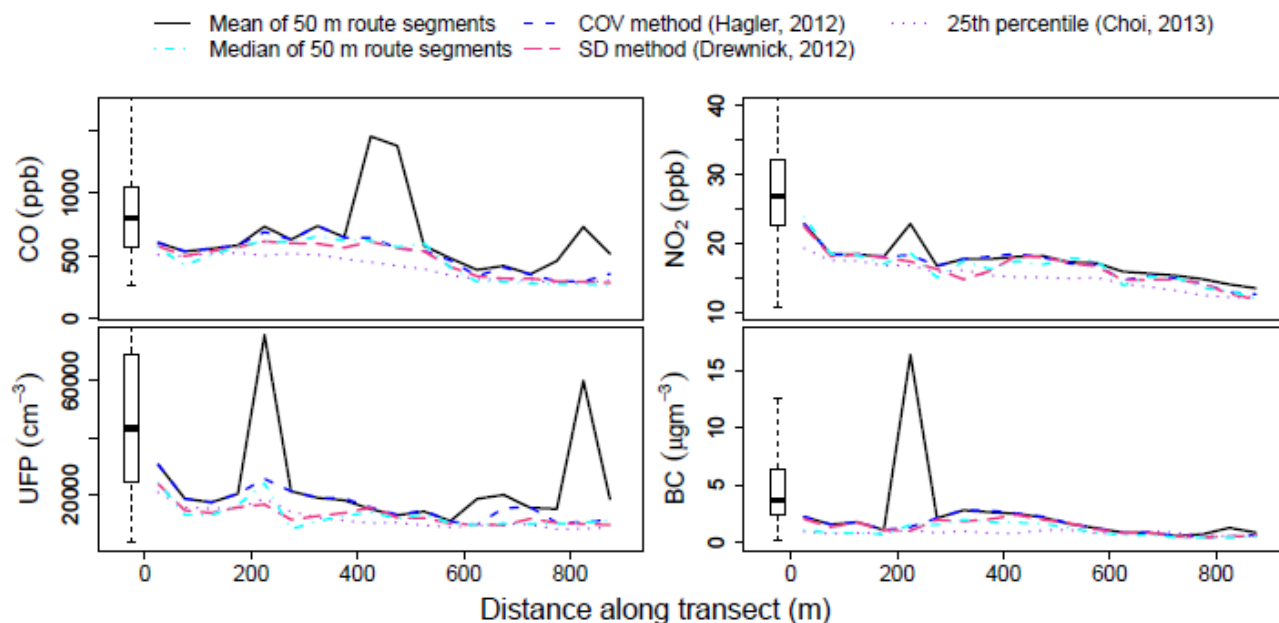 Mean of 50 m route segments COV method (Hagler, 2012) 25th percentile (Choi, 2013)
Median of 50 m route segments SD method (Drewnick, 2012)
CO (ppb)
0 500 1000
NO2 (ppb)
10 20 30 40
UFP (cm−3)
20000 60000
BC (µgm−3)
0 5 10 15
0 200 400 600 800
0 200 400 600 800
Distance along transect (m)